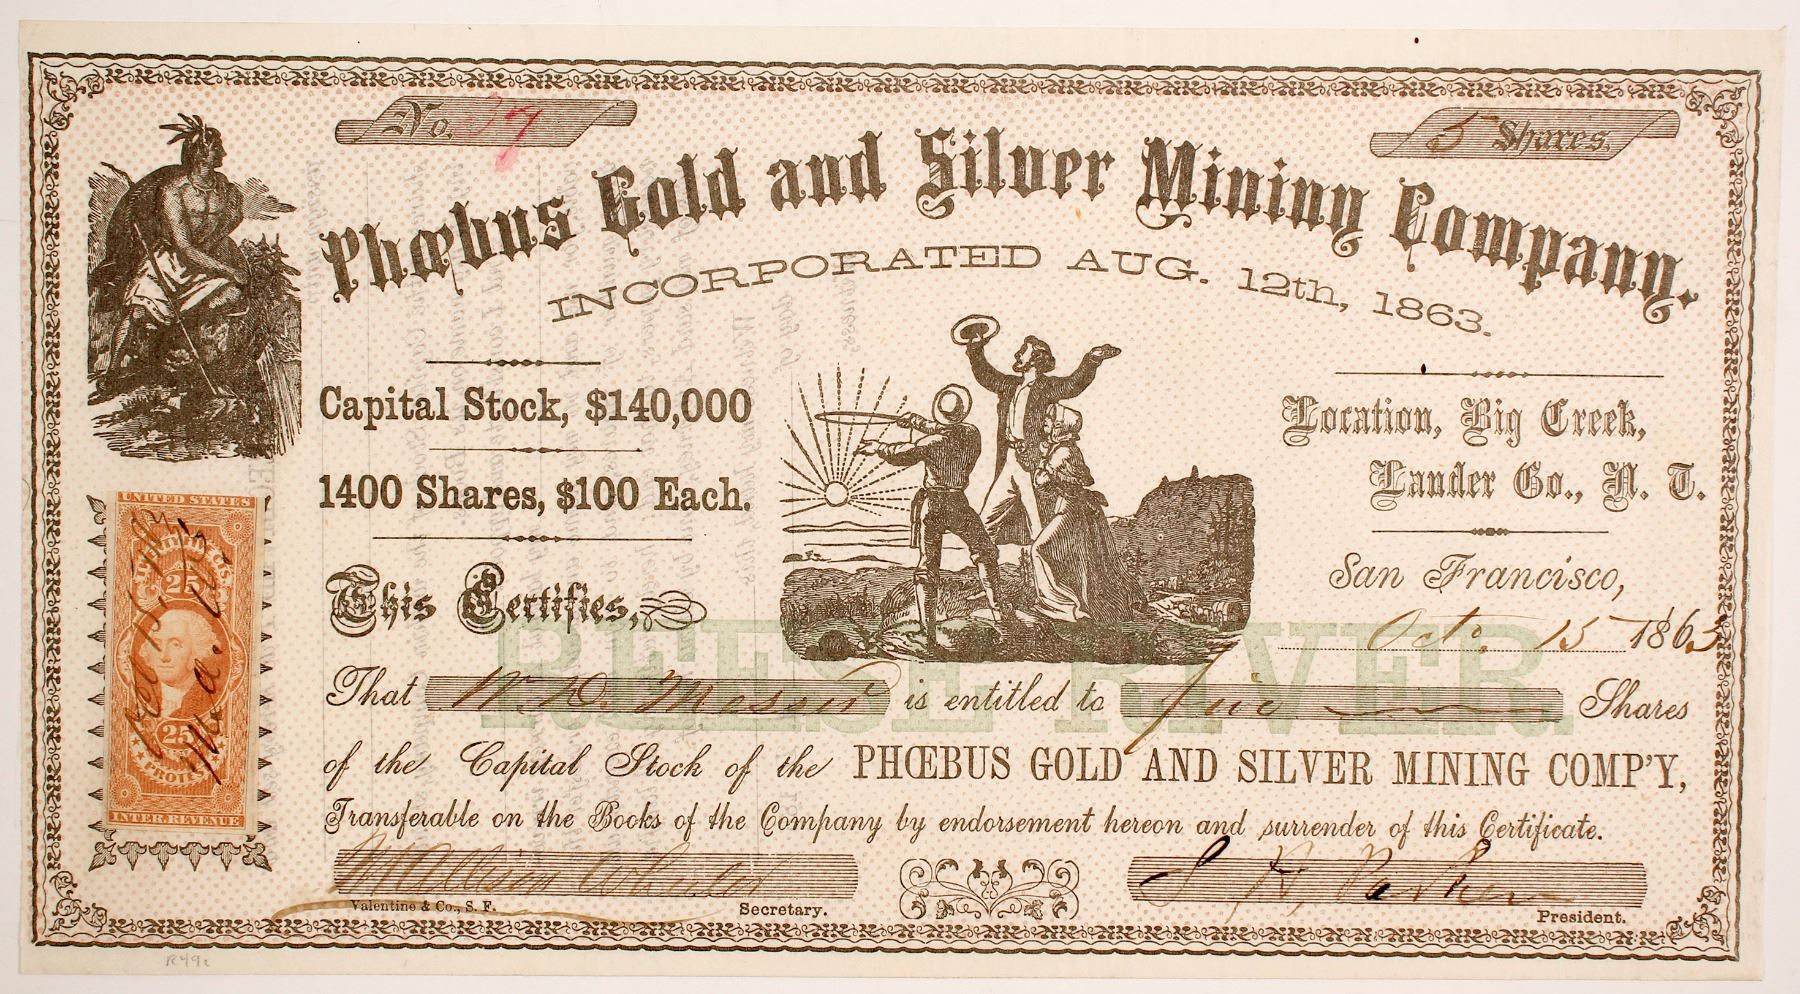 No. 37
5 Shares.
Phœbus Gold and Silver Mining Company.
INCORPORATED AUG. 12th, 1863.
Capital Stock, $140,000
1400 Shares, $100 Each.
Location, Big Creek,
Lander Co., N. T.
San Francisco,
Octo. 15 1863
This Certifies,
REESE RIVER
That W. D. is entitled to Five Shares
of the Capital Stock of the PHŒBUS GOLD AND SILVER MINING COMP'Y,
Transferable on the Books of the Company by endorsement hereon and surrender of this Certificate.
Valentine & Co., S. F.
Secretary.
President.
UNITED STATES
25
25
PROTEST
INTER. REVENUE
R49c